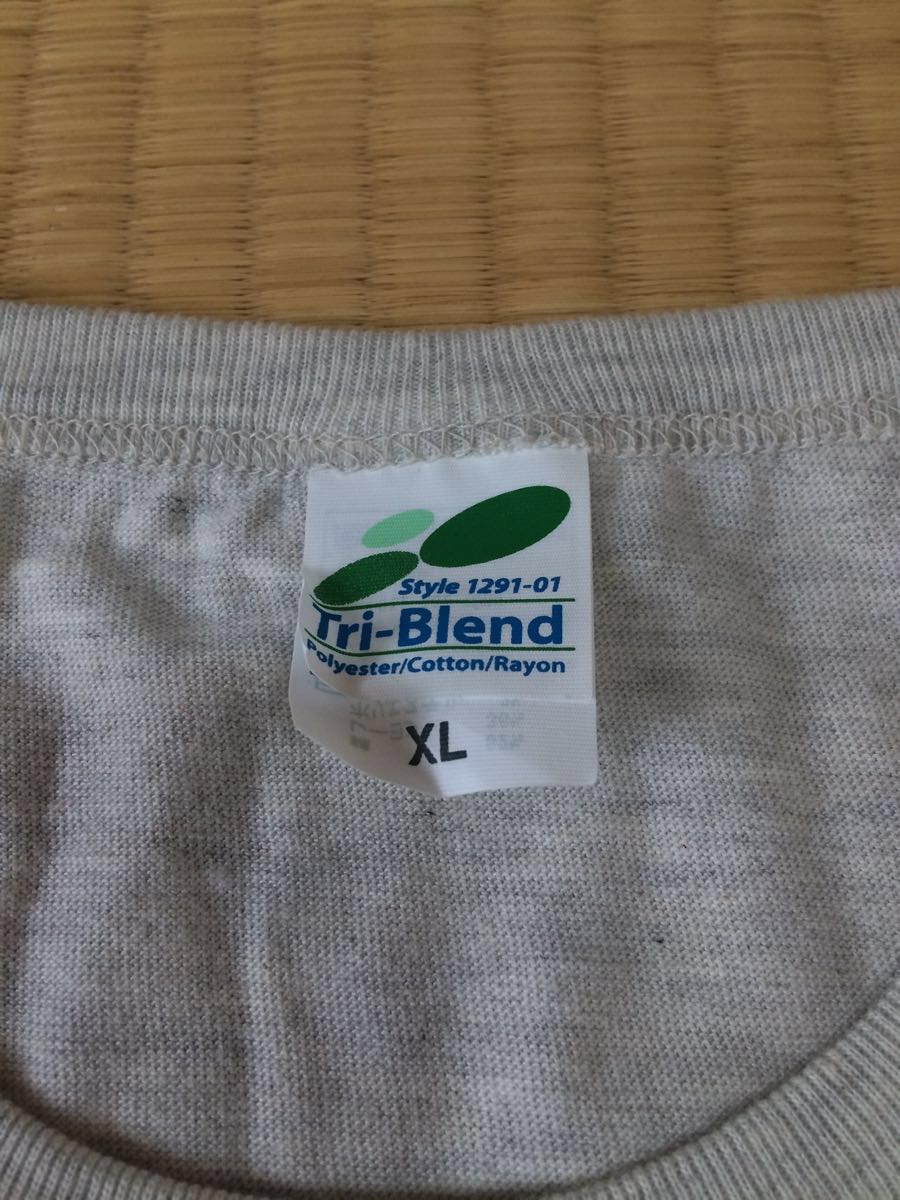 Style 1291-01
Tri-Blend
Polyester/Cotton/Rayon
XL